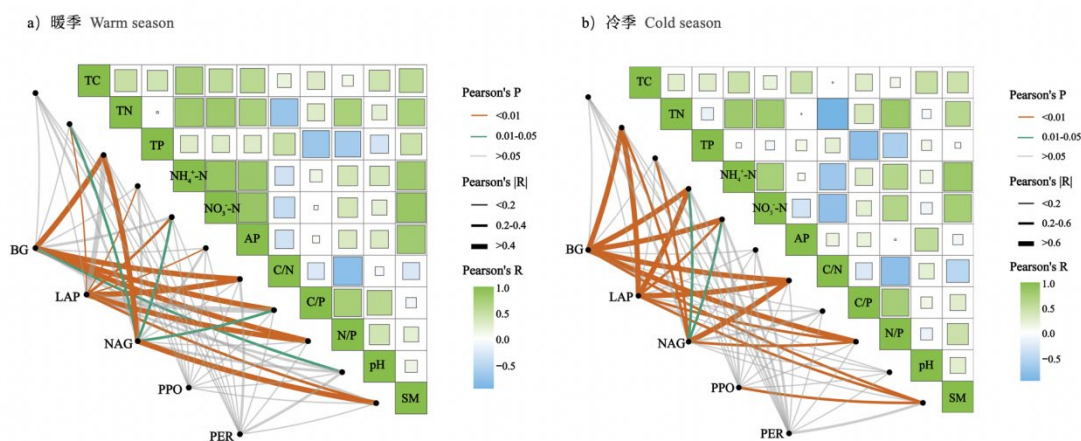 a) 暖季 Warm season
TC
TN
TP
NH₄⁺-N
NO₃⁻-N
AP
C/N
C/P
N/P
pH
SM
BG
LAP
NAG
PPO
PER
Pearson's P
<0.01
0.01-0.05
>0.05
Pearson's |R|
<0.2
0.2-0.4
>0.4
Pearson's R
1.0
0.5
0.0
−0.5
b) 冷季 Cold season
TC
TN
TP
NH₄⁺-N
NO₃⁻-N
AP
C/N
C/P
N/P
pH
SM
BG
LAP
NAG
PPO
PER
Pearson's P
<0.01
0.01-0.05
>0.05
Pearson's |R|
<0.2
0.2-0.6
>0.6
Pearson's R
1.0
0.5
0.0
−0.5